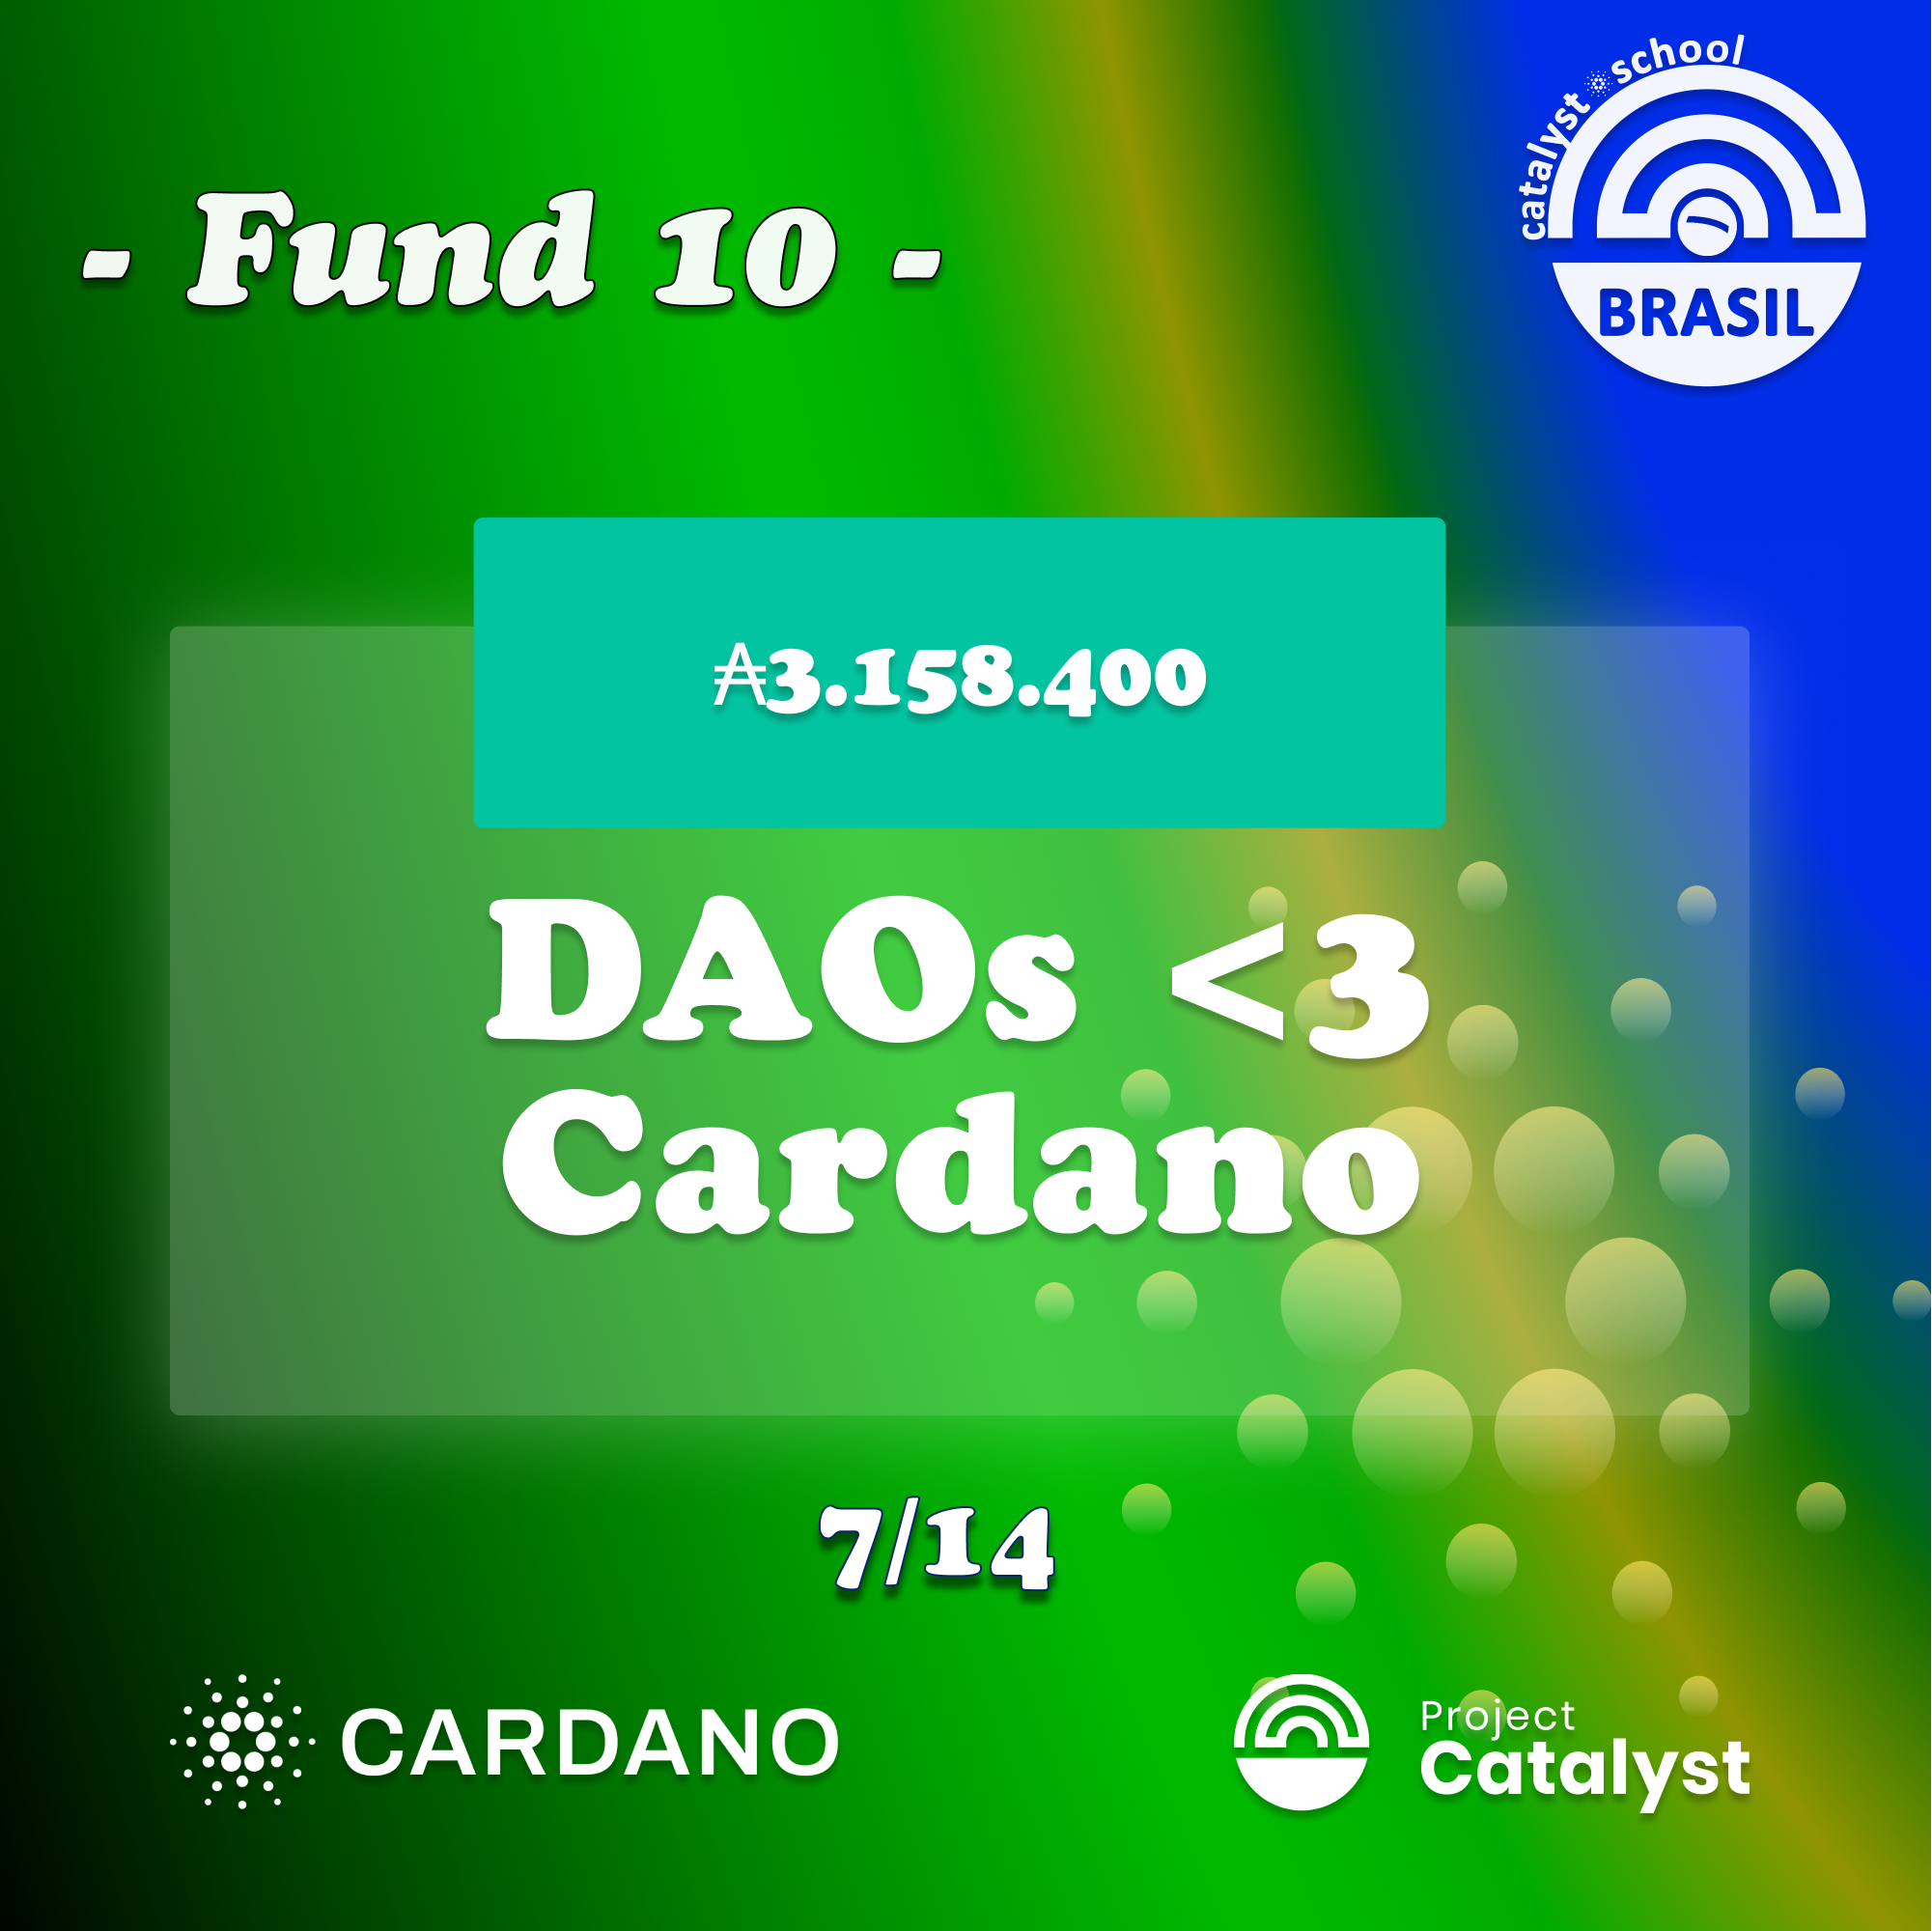 catalyst school
BRASIL
- Fund 10 -
₳3.158.400
DAOs <3
Cardano
7/14
CARDANO
Project
Catalyst